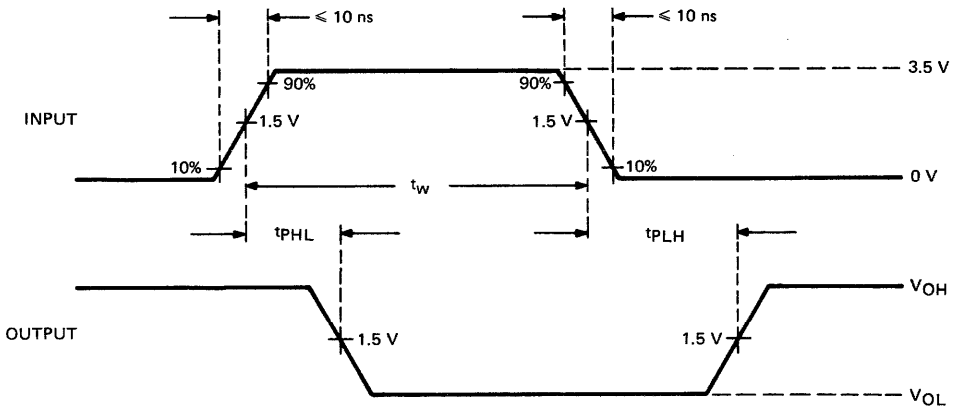 ≤ 10 ns ≤ 10 ns
3.5 V
90% 90%
INPUT 1.5 V 1.5 V
10% 10%
0 V
tw
tPHL tPLH
VOH
OUTPUT 1.5 V 1.5 V
VOL